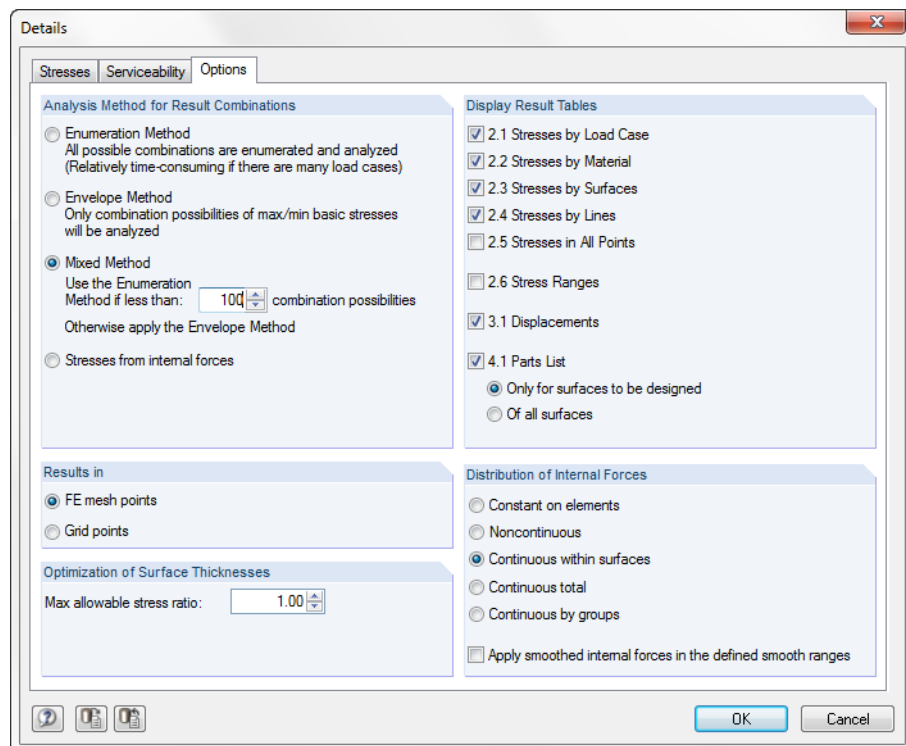 Details
Stresses
Serviceability
Options
Analysis Method for Result Combinations
Enumeration Method
All possible combinations are enumerated and analyzed
(Relatively time-consuming if there are many load cases)
Envelope Method
Only combination possibilities of max/min basic stresses
will be analyzed
Mixed Method
Use the Enumeration
Method if less than: 100 combination possibilities
Otherwise apply the Envelope Method
Stresses from internal forces
Results in
FE mesh points
Grid points
Optimization of Surface Thicknesses
Max allowable stress ratio: 1.00
Display Result Tables
2.1 Stresses by Load Case
2.2 Stresses by Material
2.3 Stresses by Surfaces
2.4 Stresses by Lines
2.5 Stresses in All Points
2.6 Stress Ranges
3.1 Displacements
4.1 Parts List
Only for surfaces to be designed
Of all surfaces
Distribution of Internal Forces
Constant on elements
Noncontinuous
Continuous within surfaces
Continuous total
Continuous by groups
Apply smoothed internal forces in the defined smooth ranges
OK
Cancel